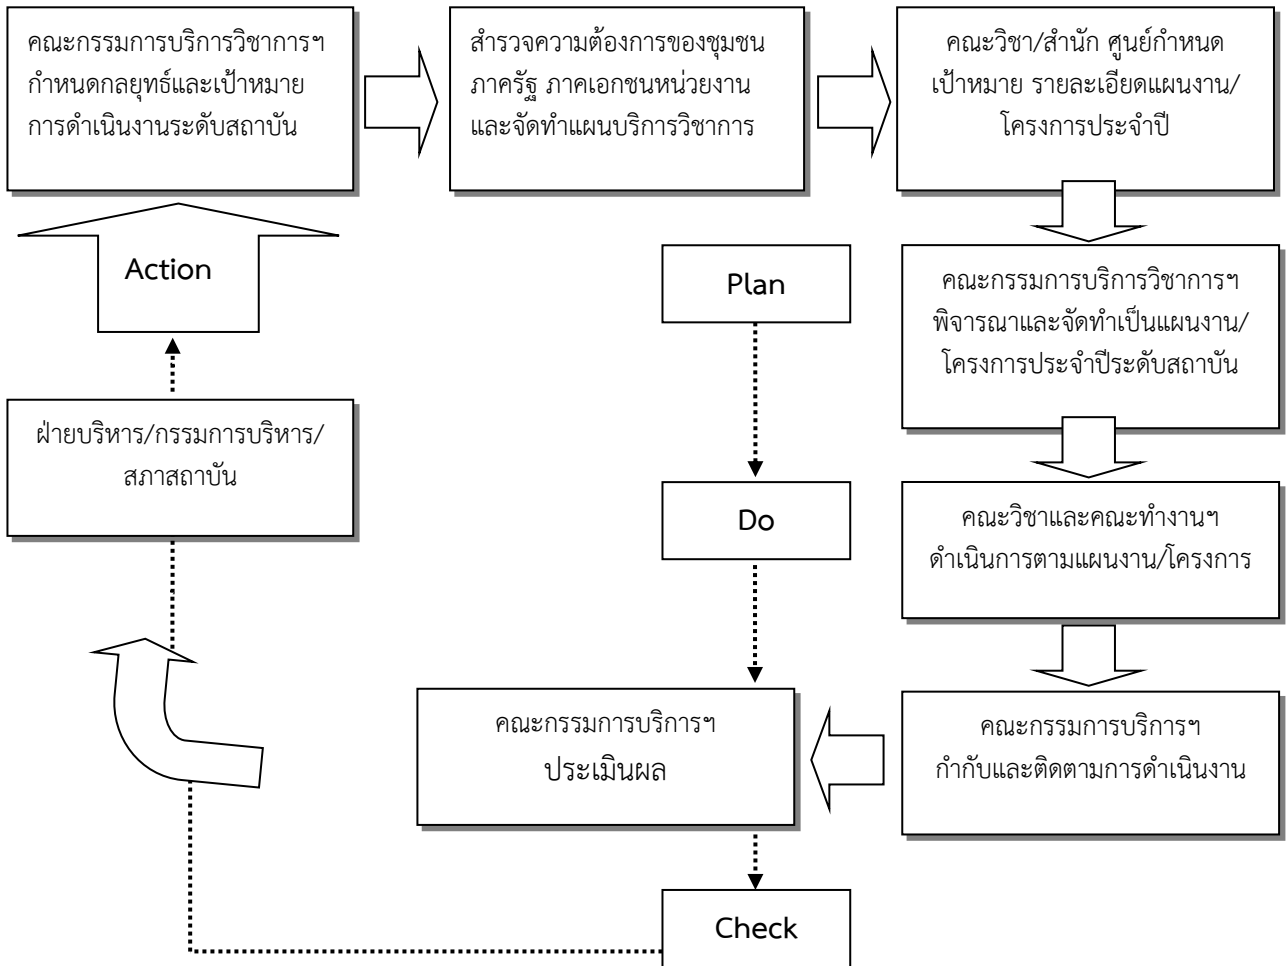 คณะกรรมการบริการวิชาการฯ
กำหนดกลยุทธ์และเป้าหมาย
การดำเนินงานระดับสถาบัน
สำรวจความต้องการของชุมชน
ภาครัฐ ภาคเอกชนหน่วยงาน
และจัดทำแผนบริการวิชาการ
คณะวิชา/สำนัก ศูนย์กำหนด
เป้าหมาย รายละเอียดแผนงาน/
โครงการประจำปี
Action
Plan
คณะกรรมการบริการวิชาการฯ
พิจารณาและจัดทำเป็นแผนงาน/
โครงการประจำปีระดับสถาบัน
ฝ่ายบริหาร/กรรมการบริหาร/
สภาสถาบัน
Do
คณะวิชาและคณะทำงานฯ
ดำเนินการตามแผนงาน/โครงการ
คณะกรรมการบริการฯ
ประเมินผล
คณะกรรมการบริการฯ
กำกับและติดตามการดำเนินงาน
Check